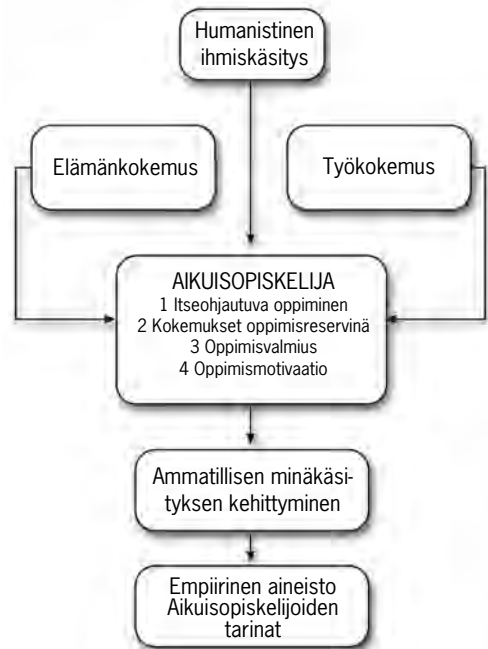 Humanistinen
ihmiskäsitys
Elämänkokemus
Työkokemus
AIKUISOPISKELIJA
1 Itseohjautuva oppiminen
2 Kokemukset oppimisreservinä
3 Oppimisvalmius
4 Oppimismotivaatio
Ammatillisen minäkäsi-
tyksen kehittyminen
Empiirinen aineisto
Aikuisopiskelijoiden
tarinat